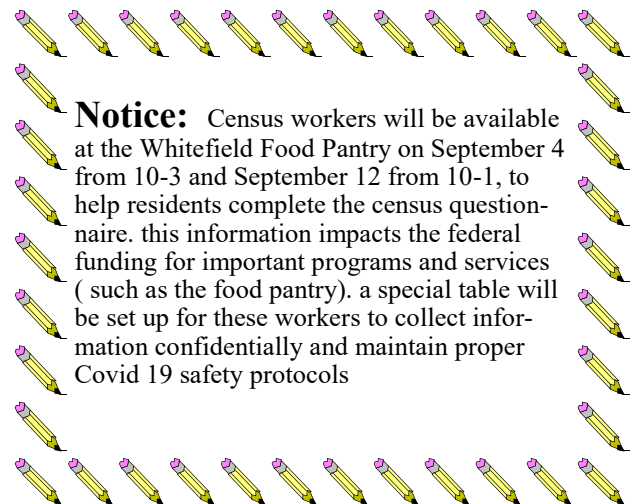 Notice: Census workers will be available
at the Whitefield Food Pantry on September 4
from 10-3 and September 12 from 10-1, to
help residents complete the census question-
naire. this information impacts the federal
funding for important programs and services
( such as the food pantry). a special table will
be set up for these workers to collect infor-
mation confidentially and maintain proper
Covid 19 safety protocols